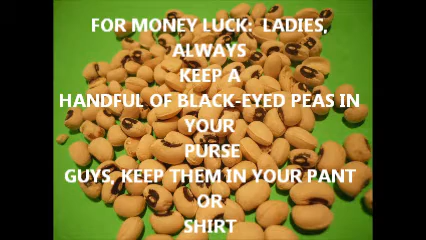 FOR MONEY LUCK:  LADIES,
ALWAYS
KEEP A
HANDFUL OF BLACK-EYED PEAS IN
YOUR
PURSE
GUYS, KEEP THEM IN YOUR PANT
OR
SHIRT